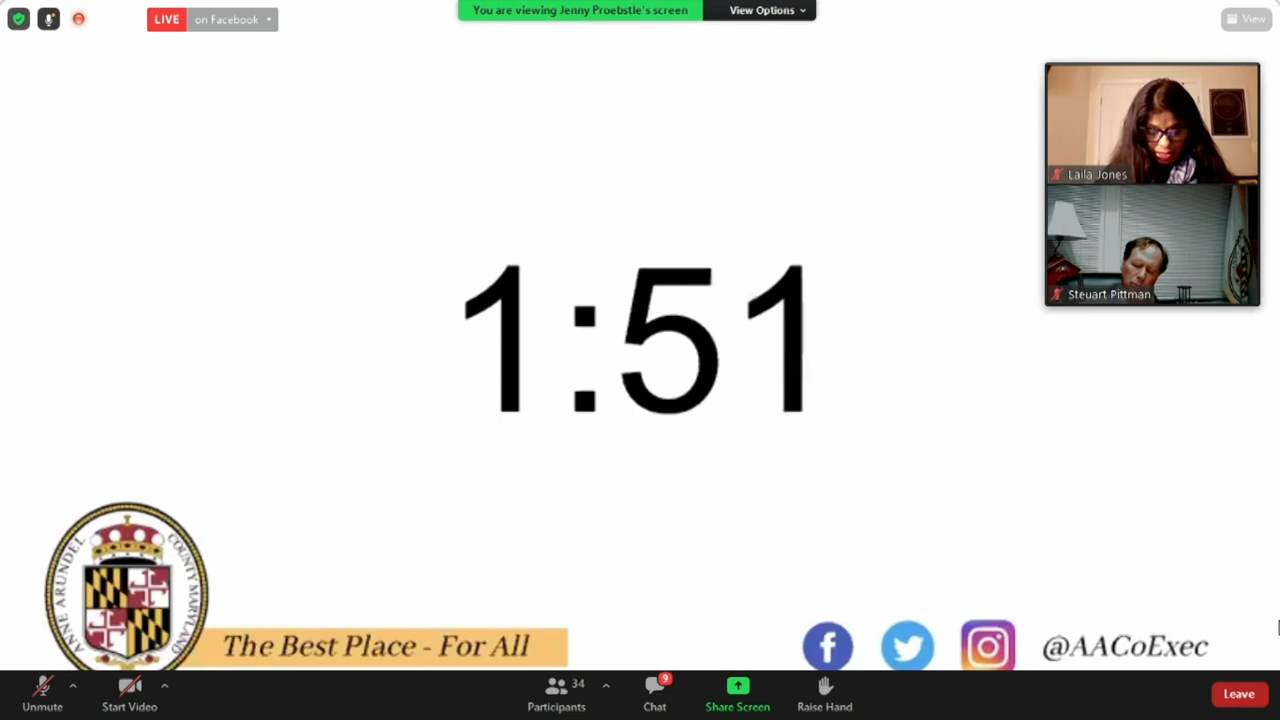 You are viewing Jenny Proebstle's screen
View Options
LIVE on Facebook
View
Laila Jones
Steuart Pittman
1:51
ANNE ARUNDEL COUNTY MARYLAND
The Best Place - For All
@AACoExec
Unmute
Start Video
34
Participants
9
Chat
Share Screen
Raise Hand
Leave